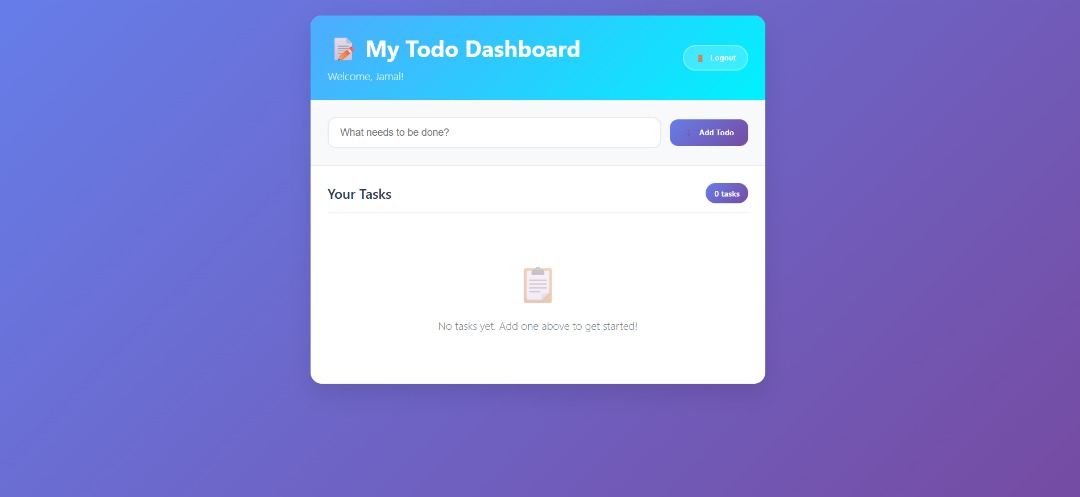 My Todo Dashboard
Welcome, Jamal!
Logout
What needs to be done?
Add Todo
Your Tasks
0 tasks
No tasks yet. Add one above to get started!